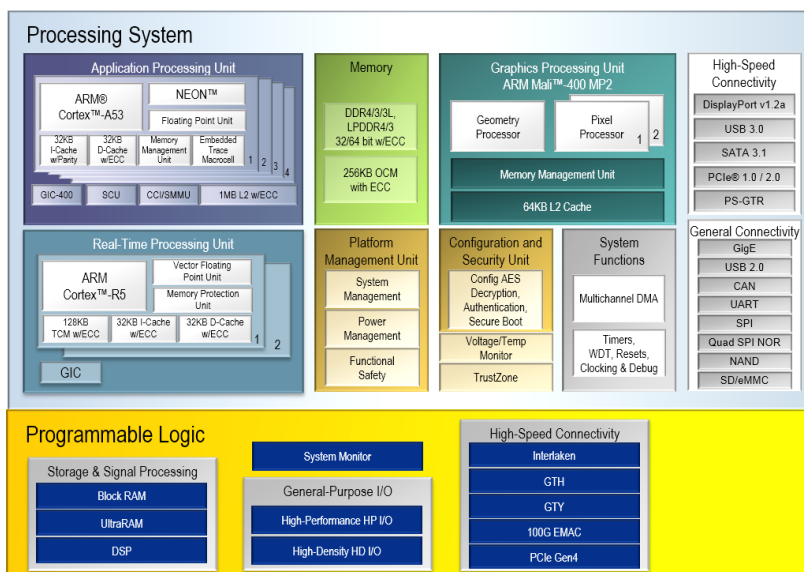 Processing System
Application Processing Unit
ARM®
Cortex™-A53
NEON™
Floating Point Unit
32KB
I-Cache
w/Parity
32KB
D-Cache
w/ECC
Memory
Management
Unit
Embedded
Trace
Macrocell
1
2
3
4
GIC-400
SCU
CCI/SMMU
1MB L2 w/ECC
Memory
DDR4/3/3L,
LPDDR4/3
32/64 bit w/ECC
256KB OCM
with ECC
Graphics Processing Unit
ARM Mali™-400 MP2
Geometry
Processor
Pixel
Processor
1
2
Memory Management Unit
64KB L2 Cache
High-Speed
Connectivity
DisplayPort v1.2a
USB 3.0
SATA 3.1
PCIe® 1.0 / 2.0
PS-GTR
Real-Time Processing Unit
ARM
Cortex™-R5
Vector Floating
Point Unit
Memory Protection
Unit
128KB
TCM w/ECC
32KB I-Cache
w/ECC
32KB D-Cache
w/ECC
1
2
GIC
Platform
Management Unit
System
Management
Power
Management
Functional
Safety
Configuration and
Security Unit
Config AES
Decryption,
Authentication,
Secure Boot
Voltage/Temp
Monitor
TrustZone
System
Functions
Multichannel DMA
Timers,
WDT, Resets,
Clocking & Debug
General Connectivity
GigE
USB 2.0
CAN
UART
SPI
Quad SPI NOR
NAND
SD/eMMC
Programmable Logic
Storage & Signal Processing
Block RAM
UltraRAM
DSP
System Monitor
General-Purpose I/O
High-Performance HP I/O
High-Density HD I/O
High-Speed Connectivity
Interlaken
GTH
GTY
100G EMAC
PCIe Gen4